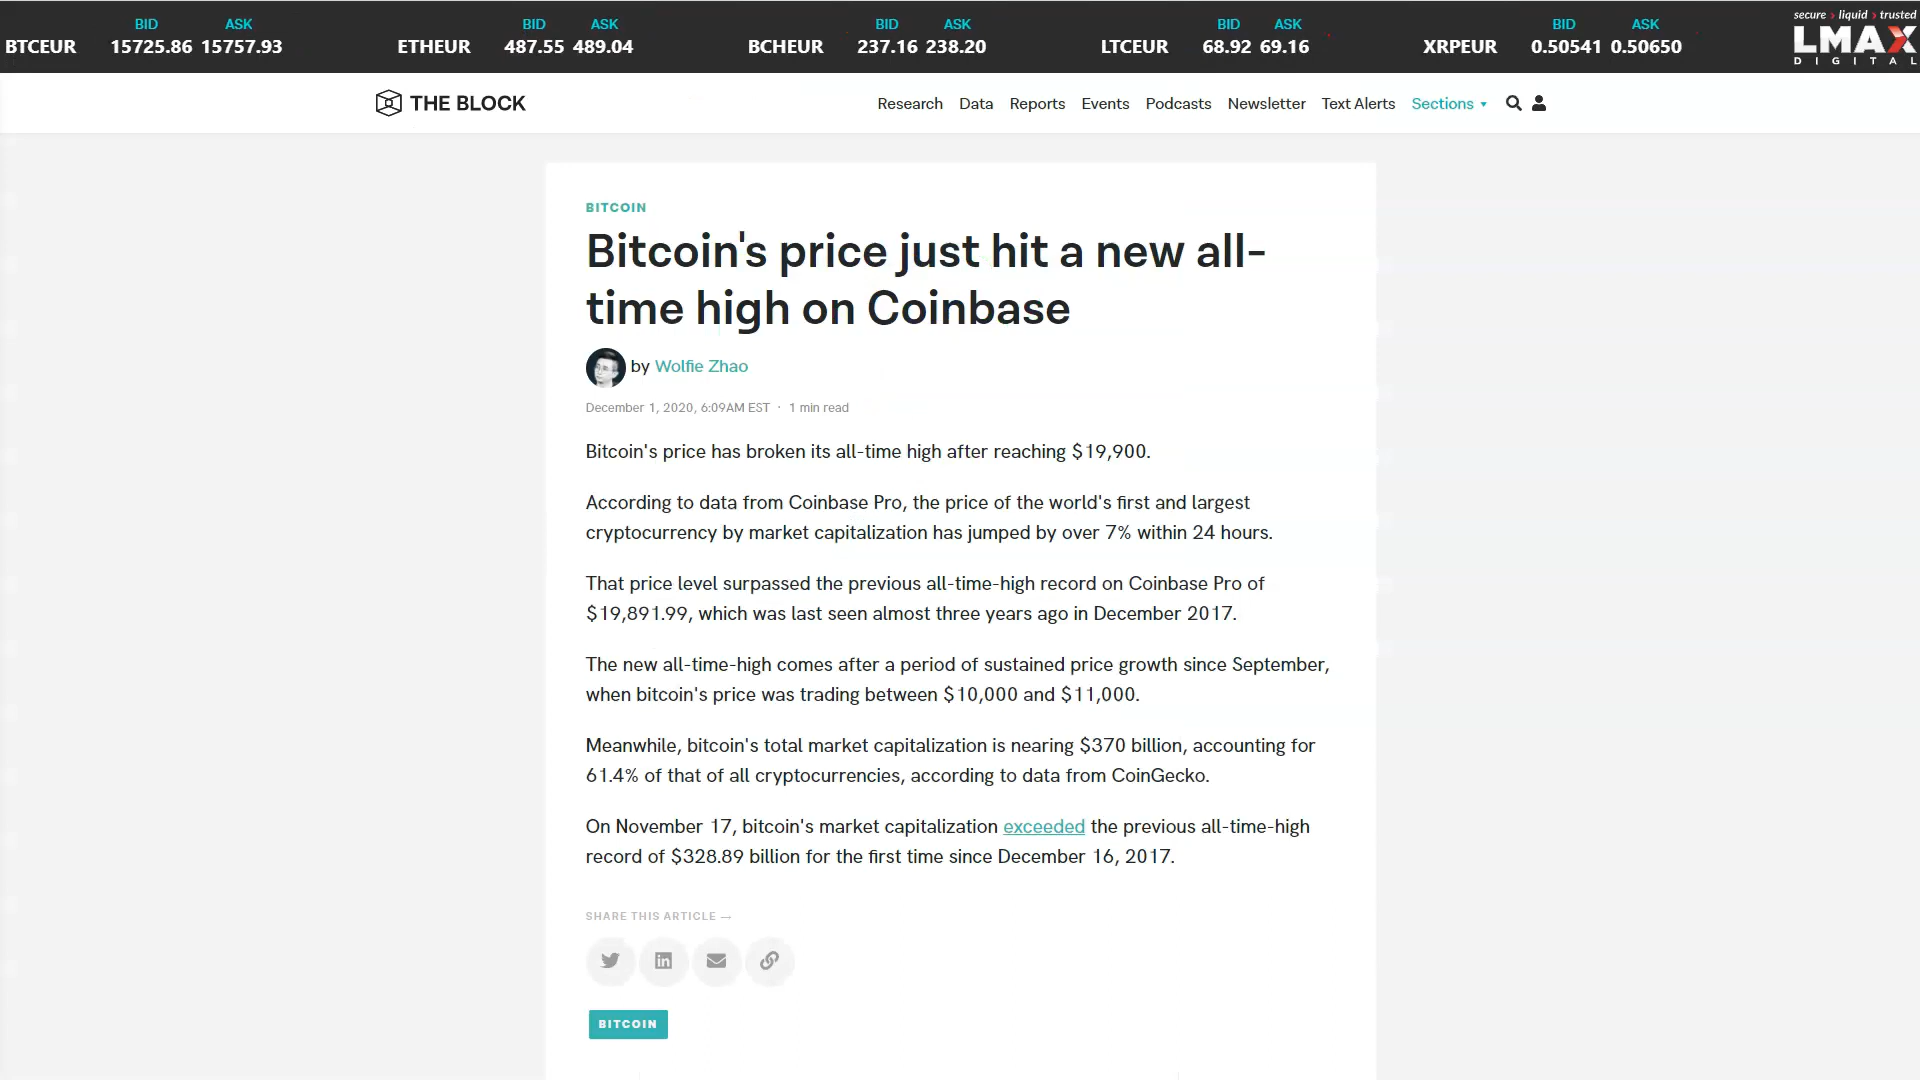 BID ASK BID ASK BID ASK BID ASK BID ASK secure › liquid › trusted
BTCEUR 15725.86 15757.93 ETHEUR 487.55 489.04 BCHEUR 237.16 238.20 LTCEUR 68.92 69.16 XRPEUR 0.50541 0.50650 LMAX
DIGITAL
THE BLOCK Research Data Reports Events Podcasts Newsletter Text Alerts Sections
BITCOIN
Bitcoin's price just hit a new all-
time high on Coinbase
by Wolfie Zhao
December 1, 2020, 6:09AM EST · 1 min read
Bitcoin's price has broken its all-time high after reaching $19,900.
According to data from Coinbase Pro, the price of the world's first and largest
cryptocurrency by market capitalization has jumped by over 7% within 24 hours.
That price level surpassed the previous all-time-high record on Coinbase Pro of
$19,891.99, which was last seen almost three years ago in December 2017.
The new all-time-high comes after a period of sustained price growth since September,
when bitcoin's price was trading between $10,000 and $11,000.
Meanwhile, bitcoin's total market capitalization is nearing $370 billion, accounting for
61.4% of that of all cryptocurrencies, according to data from CoinGecko.
On November 17, bitcoin's market capitalization exceeded the previous all-time-high
record of $328.89 billion for the first time since December 16, 2017.
SHARE THIS ARTICLE —
BITCOIN